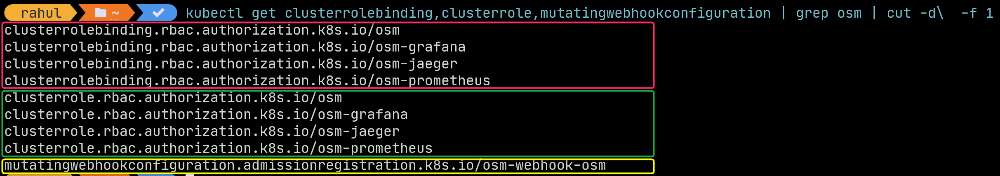 rahul ~ kubectl get clusterrolebinding,clusterrole,mutatingwebhookconfiguration | grep osm | cut -d\  -f 1
clusterrolebinding.rbac.authorization.k8s.io/osm
clusterrolebinding.rbac.authorization.k8s.io/osm-grafana
clusterrolebinding.rbac.authorization.k8s.io/osm-jaeger
clusterrolebinding.rbac.authorization.k8s.io/osm-prometheus
clusterrole.rbac.authorization.k8s.io/osm
clusterrole.rbac.authorization.k8s.io/osm-grafana
clusterrole.rbac.authorization.k8s.io/osm-jaeger
clusterrole.rbac.authorization.k8s.io/osm-prometheus
mutatingwebhookconfiguration.admissionregistration.k8s.io/osm-webhook-osm